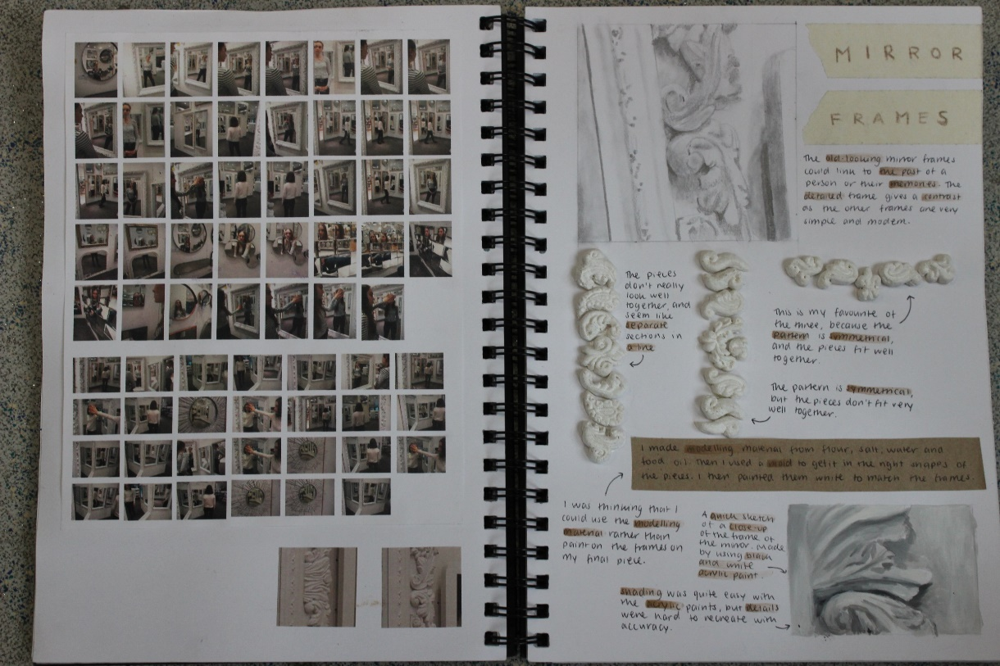 MIRROR
FRAMES
The old-looking mirror frames
could link to the past of a
person or their memories. The
detailed frame gives a contrast
as the other frames are very
simple and modern.
The pieces
don't really
look well
together, and
seem like
separate
sections in
a line
This is my favourite of
the three, because the
pattern is symmetrical,
and the pieces fit well
together.
The pattern is symmetrical,
but the pieces don't fit very
well together.
I made modelling material from flour, salt, water and
food oil. Then I used a mold to get it in the right shapes of
the pieces. I then painted them white to match the frames.
I was thinking that I
could use the modelling
material rather than
paint on the frames on
my final piece.
A quick sketch
of a close-up
of the frame of
the mirror. Made
by using black
and white
acrylic paint.
Shading was quite easy with
the acrylic paints, but details
were hard to recreate with
accuracy.